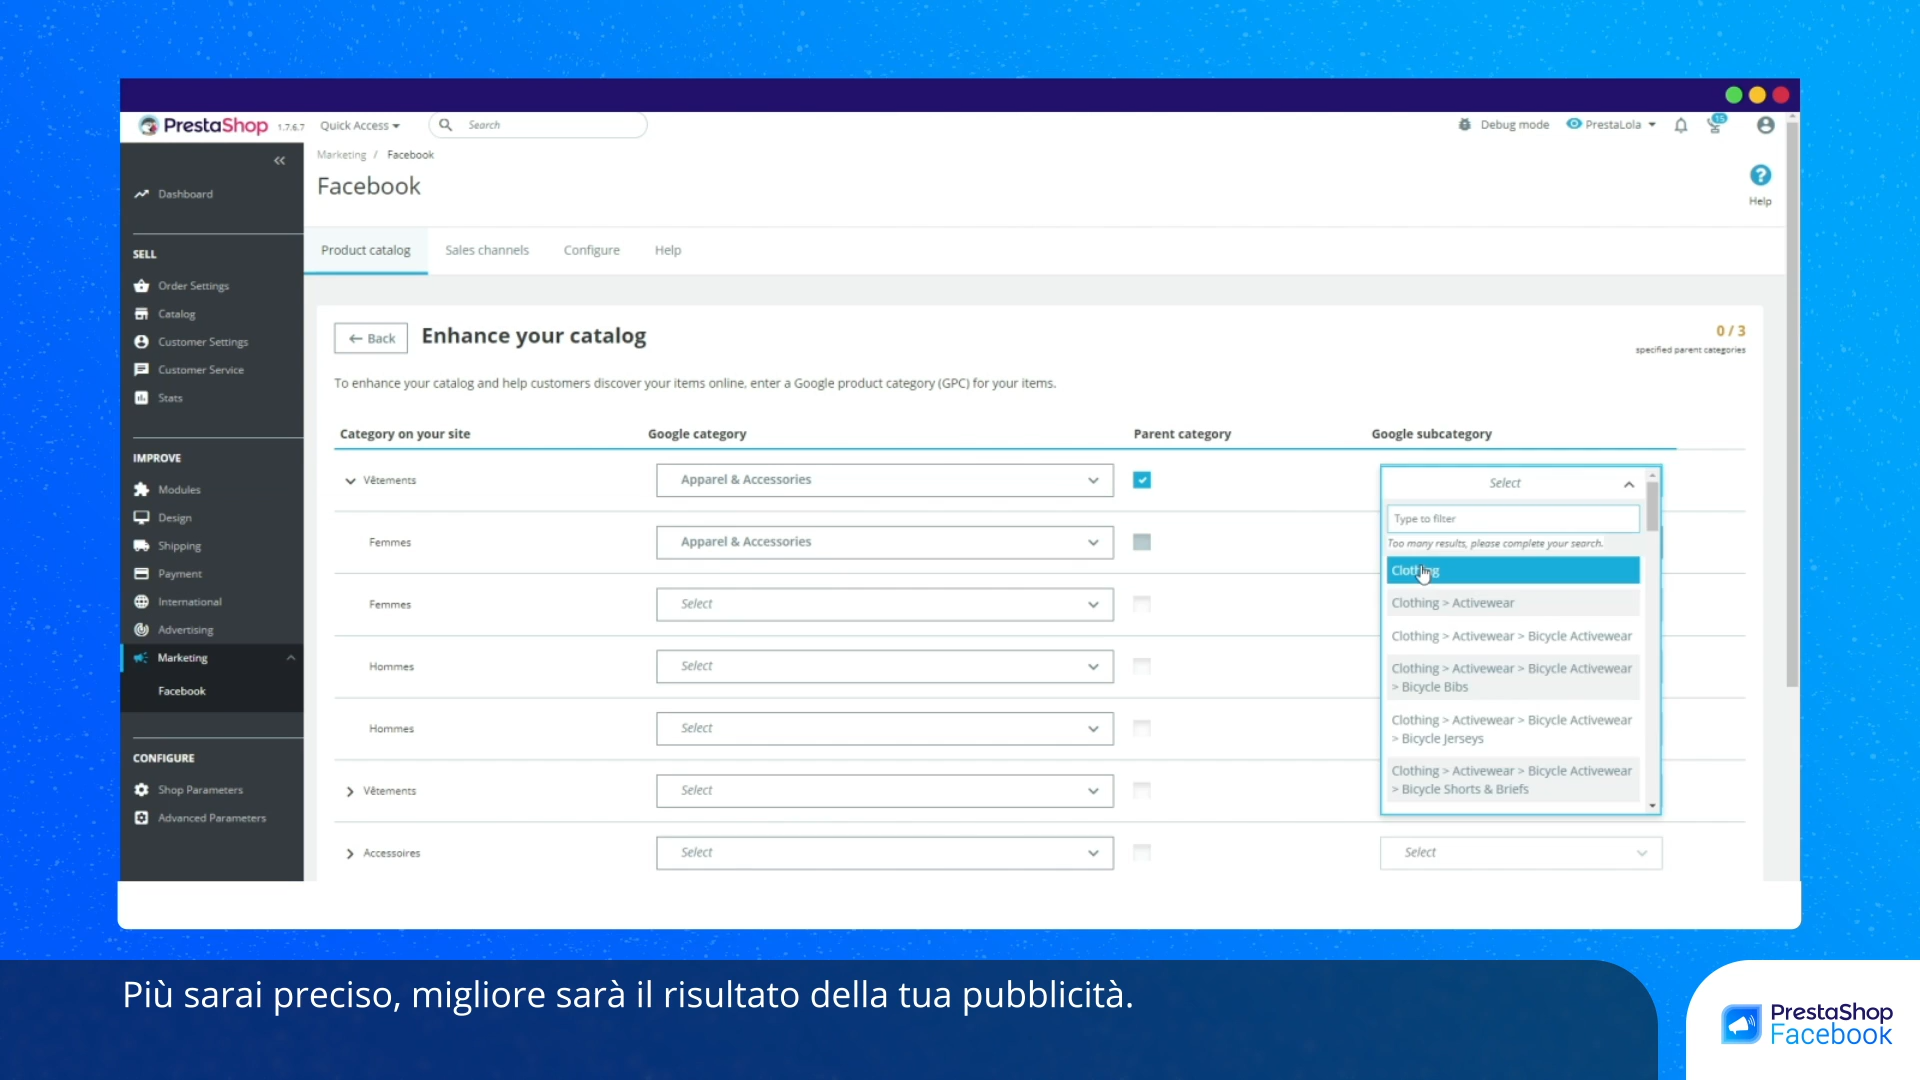 PrestaShop 1.7.6.7 Quick Access Search Debug mode PrestaLola 15
Marketing / Facebook
Facebook
Help
Dashboard
SELL
Order Settings
Catalog
Customer Settings
Customer Service
Stats
IMPROVE
Modules
Design
Shipping
Payment
International
Advertising
Marketing
Facebook
CONFIGURE
Shop Parameters
Advanced Parameters
Product catalog Sales channels Configure Help
← Back Enhance your catalog
0 / 3
specified parent categories
To enhance your catalog and help customers discover your items online, enter a Google product category (GPC) for your items.
Category on your site Google category Parent category Google subcategory
Vêtements Apparel & Accessories
Femmes Apparel & Accessories
Femmes Select
Hommes Select
Hommes Select
Vêtements Select
Accessoires Select Select
Select
Type to filter
Too many results, please complete your search.
Clothing
Clothing > Activewear
Clothing > Activewear > Bicycle Activewear
Clothing > Activewear > Bicycle Activewear
> Bicycle Bibs
Clothing > Activewear > Bicycle Activewear
> Bicycle Jerseys
Clothing > Activewear > Bicycle Activewear
> Bicycle Shorts & Briefs
Più sarai preciso, migliore sarà il risultato della tua pubblicità.
PrestaShop
Facebook